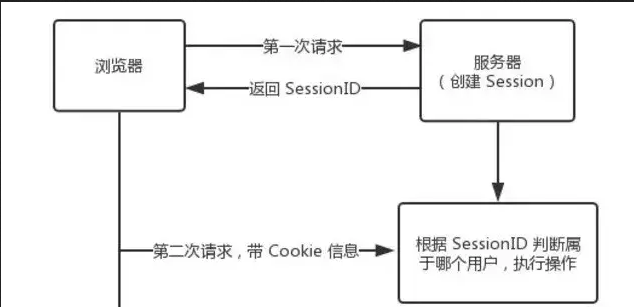 浏览器
第一次请求
返回 SessionID
服务器
（创建 Session）
第二次请求，带 Cookie 信息
根据 SessionID 判断属
于哪个用户，执行操作